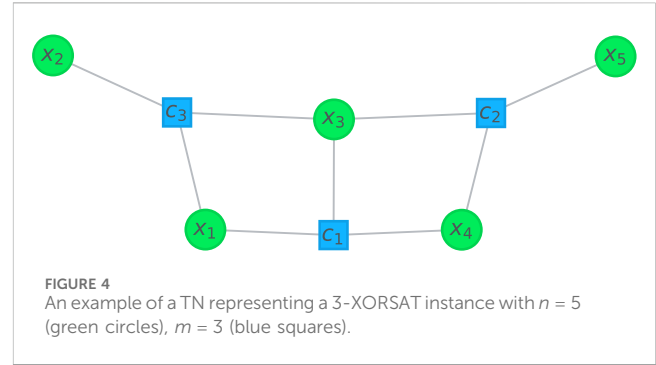 x2 x5
c3 x3 c2
x1 c1 x4
FIGURE 4
An example of a TN representing a 3-XORSAT instance with n = 5
(green circles), m = 3 (blue squares).